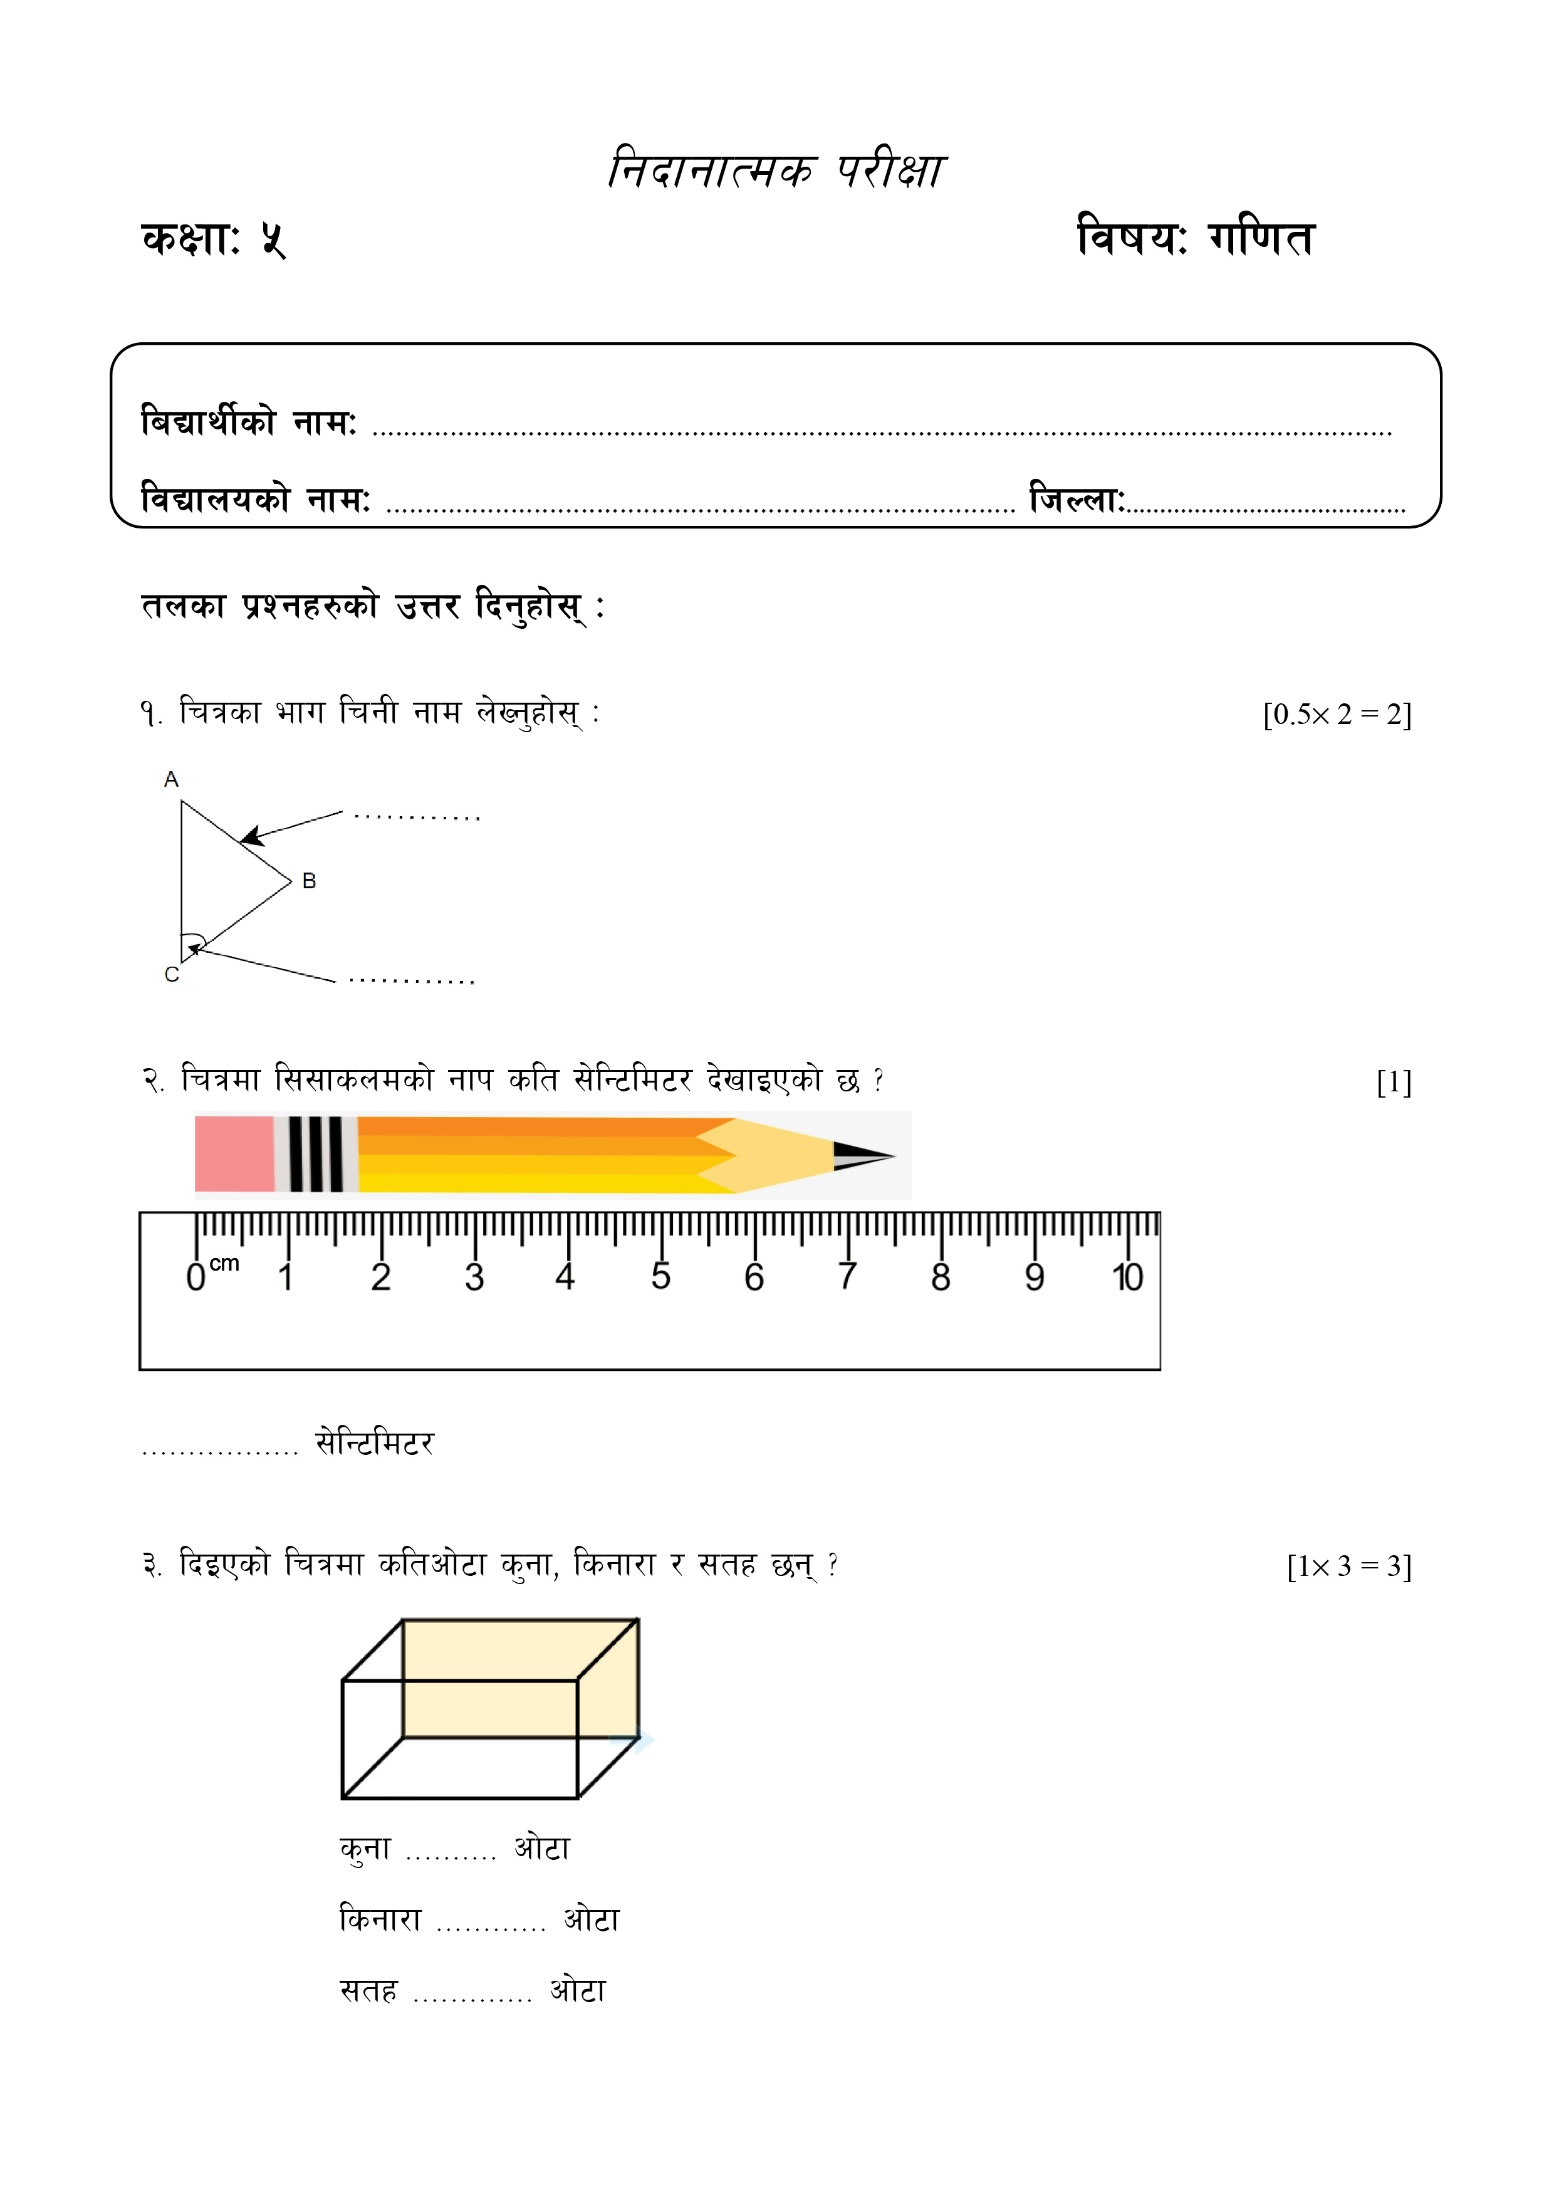 निदानात्मक परीक्षा
कक्षाः ५ विषयः गणित
बिद्यार्थीको नामः ....................................................................................................................................
विद्यालयको नामः ................................................................................. जिल्लाः.........................................
तलका प्रश्नहरुको उत्तर दिनुहोस् :
१. चित्रका भाग चिनी नाम लेख्नुहोस् : [0.5× 2 = 2]
A
............
B
C
............
२. चित्रमा सिसाकलमको नाप कति सेन्टिमिटर देखाइएको छ ? [1]
0 cm 1 2 3 4 5 6 7 8 9 10
................. सेन्टिमिटर
३. दिइएको चित्रमा कतिओटा कुना, किनारा र सतह छन् ? [1× 3 = 3]
कुना .......... ओटा
किनारा ............ ओटा
सतह ............. ओटा